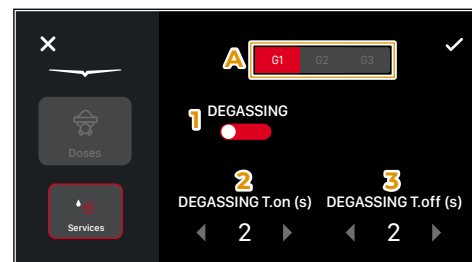 A
G1 G2 G3
1 DEGASSING
Doses
2 3
DEGASSING T.on (s) DEGASSING T.off (s)
2 2
Services